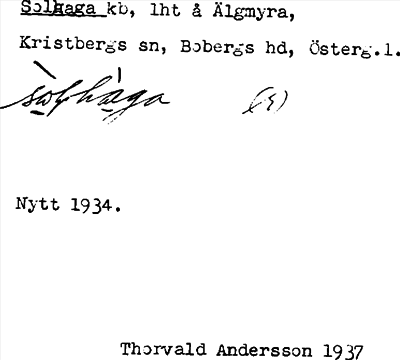 Solhaga kb, lht å Älgmyra,
Kristbergs sn, Bobergs hd, Österg.l.
Nytt 1934.
Thorvald Andersson 1937